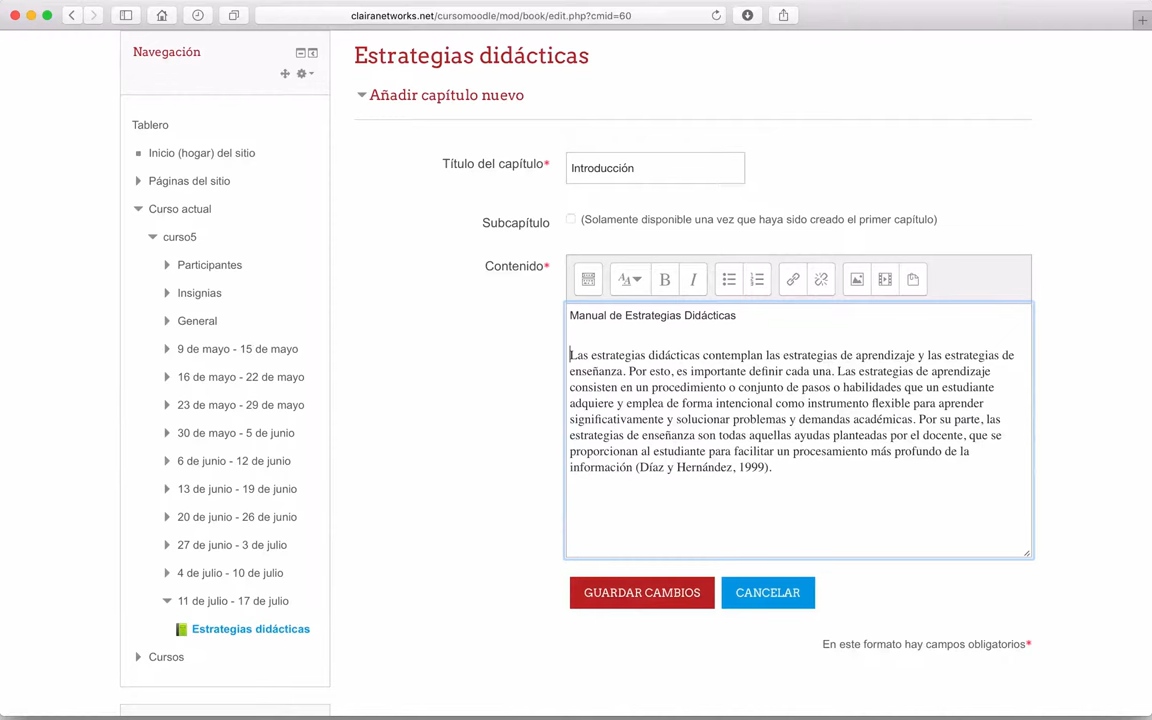 clairanetworks.net/cursomoodle/mod/book/edit.php?cmid=60
Navegación
Tablero
Inicio (hogar) del sitio
Páginas del sitio
Curso actual
curso5
Participantes
Insignias
General
9 de mayo - 15 de mayo
16 de mayo - 22 de mayo
23 de mayo - 29 de mayo
30 de mayo - 5 de junio
6 de junio - 12 de junio
13 de junio - 19 de junio
20 de junio - 26 de junio
27 de junio - 3 de julio
4 de julio - 10 de julio
11 de julio - 17 de julio
Estrategias didácticas
Cursos
Estrategias didácticas
Añadir capítulo nuevo
Título del capítulo* Introducción
Subcapítulo (Solamente disponible una vez que haya sido creado el primer capítulo)
Contenido*
B I
Manual de Estrategias Didácticas
Las estrategias didácticas contemplan las estrategias de aprendizaje y las estrategias de
enseñanza. Por esto, es importante definir cada una. Las estrategias de aprendizaje
consisten en un procedimiento o conjunto de pasos o habilidades que un estudiante
adquiere y emplea de forma intencional como instrumento flexible para aprender
significativamente y solucionar problemas y demandas académicas. Por su parte, las
estrategias de enseñanza son todas aquellas ayudas planteadas por el docente, que se
proporcionan al estudiante para facilitar un procesamiento más profundo de la
información (Díaz y Hernández, 1999).
GUARDAR CAMBIOS CANCELAR
En este formato hay campos obligatorios*